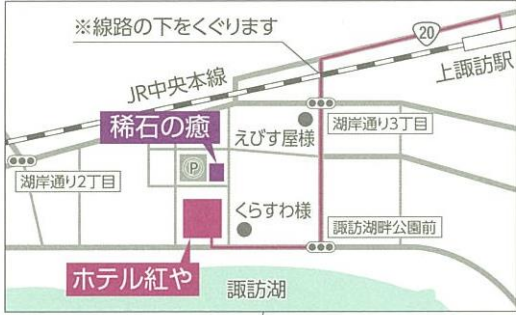 ※線路の下をくぐります
20
上諏訪駅
JR中央本線
稀石の癒
えびす屋様
湖岸通り3丁目
P
湖岸通り2丁目
くらすわ様
諏訪湖畔公園前
ホテル紅や
諏訪湖